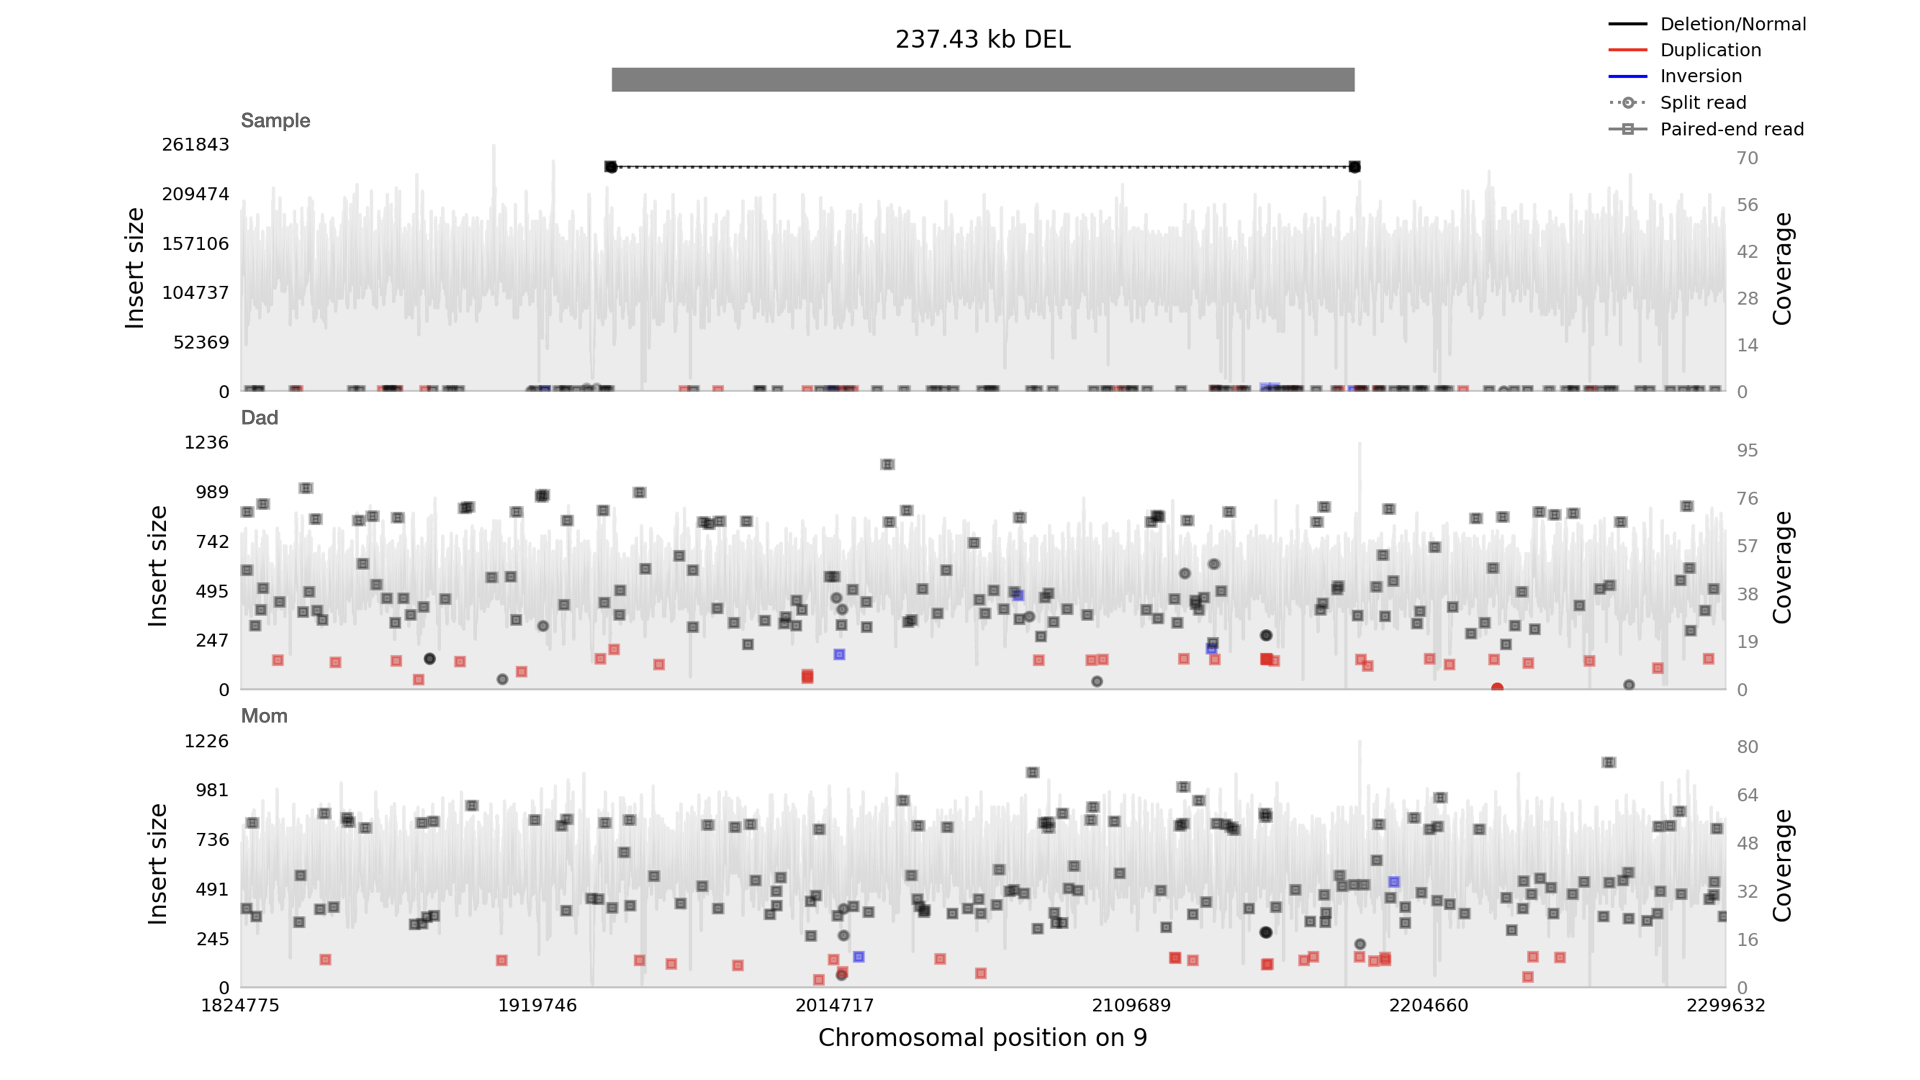 237.43 kb DEL
Deletion/Normal
Duplication
Inversion
Split read
Paired-end read
Sample
261843
209474
157106
104737
52369
0
Insert size
70
56
42
28
14
0
Coverage
Dad
1236
989
742
495
247
0
Insert size
95
76
57
38
19
0
Coverage
Mom
1226
981
736
491
245
0
Insert size
80
64
48
32
16
0
Coverage
1824775 1919746 2014717 2109689 2204660 2299632
Chromosomal position on 9